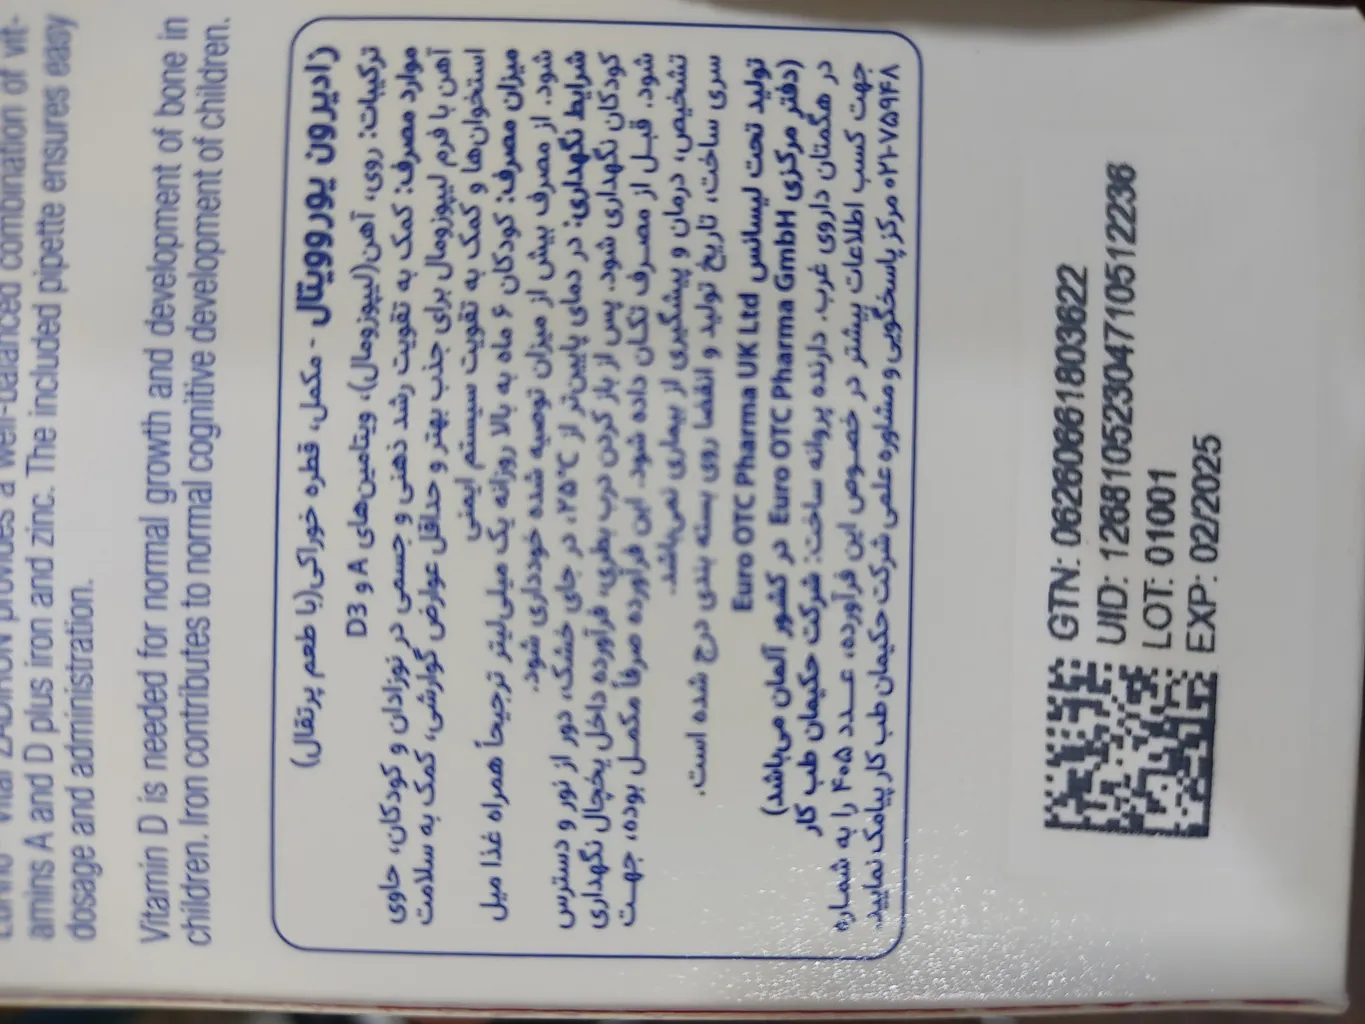 amins A and D plus iron and zinc. The included pipette ensures easy
dosage and administration.
Vitamin D is needed for normal growth and development of bone in
children. Iron contributes to normal cognitive development of children.
زادیرون یوروویتال - مکمل، قطره خوراکی(با طعم پرتقال)
ترکیبات: روی، آهن(لیپوزومال)، ویتامین‌های A و D3
موارد مصرف: کمک به تقویت رشد ذهنی و جسمی در نوزادان و کودکان، حاوی
آهن با فرم لیپوزومال برای جذب بهتر و حداقل عوارض گوارشی، کمک به سلامت
استخوان‌ها و کمک به تقویت سیستم ایمنی
میزان مصرف: کودکان ۶ ماه به بالا روزانه یک میلی‌لیتر ترجیحاً همراه غذا میل
شود. از مصرف بیش از میزان توصیه شده خودداری شود.
شرایط نگهداری: در دمای پایین‌تر از ۲۵°C، در جای خشک، دور از نور و دسترس
کودکان نگهداری شود. پس از باز کردن درب بطری، فرآورده داخل یخچال نگهداری
شود. قبل از مصرف تکان داده شود. این فرآورده صرفاً مکمل بوده، جهت
تشخیص، درمان و پیشگیری از بیماری نمی‌باشد.
سری ساخت، تاریخ تولید و انقضا روی بسته بندی درج شده است.
تولید تحت لیسانس Euro OTC Pharma UK Ltd
(دفتر مرکزی Euro OTC Pharma GmbH در کشور آلمان می‌باشد)
در هگمتان داروی غرب. دارنده پروانه ساخت: شرکت حکیمان طب کار
جهت کسب اطلاعات بیشتر در خصوص این فرآورده، عدد ۴۰۵ را به شماره
۰۲۱-۷۵۹۴۸ مرکز پاسخگویی و مشاوره علمی شرکت حکیمان طب کار پیامک نمایید.
GTN: 06260661803622
UID: 12681052304710512236
LOT: 01001
EXP: 02/2025